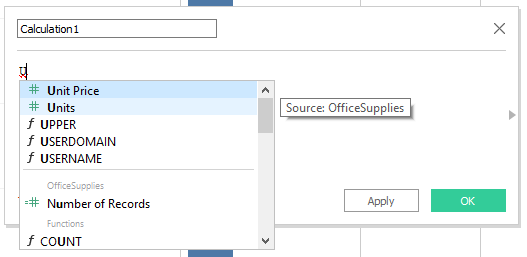 Calculation1
u
# Unit Price
# Units
Source: OfficeSupplies
f UPPER
f USERDOMAIN
f USERNAME
OfficeSupplies
=# Number of Records
Functions
f COUNT
Apply
OK